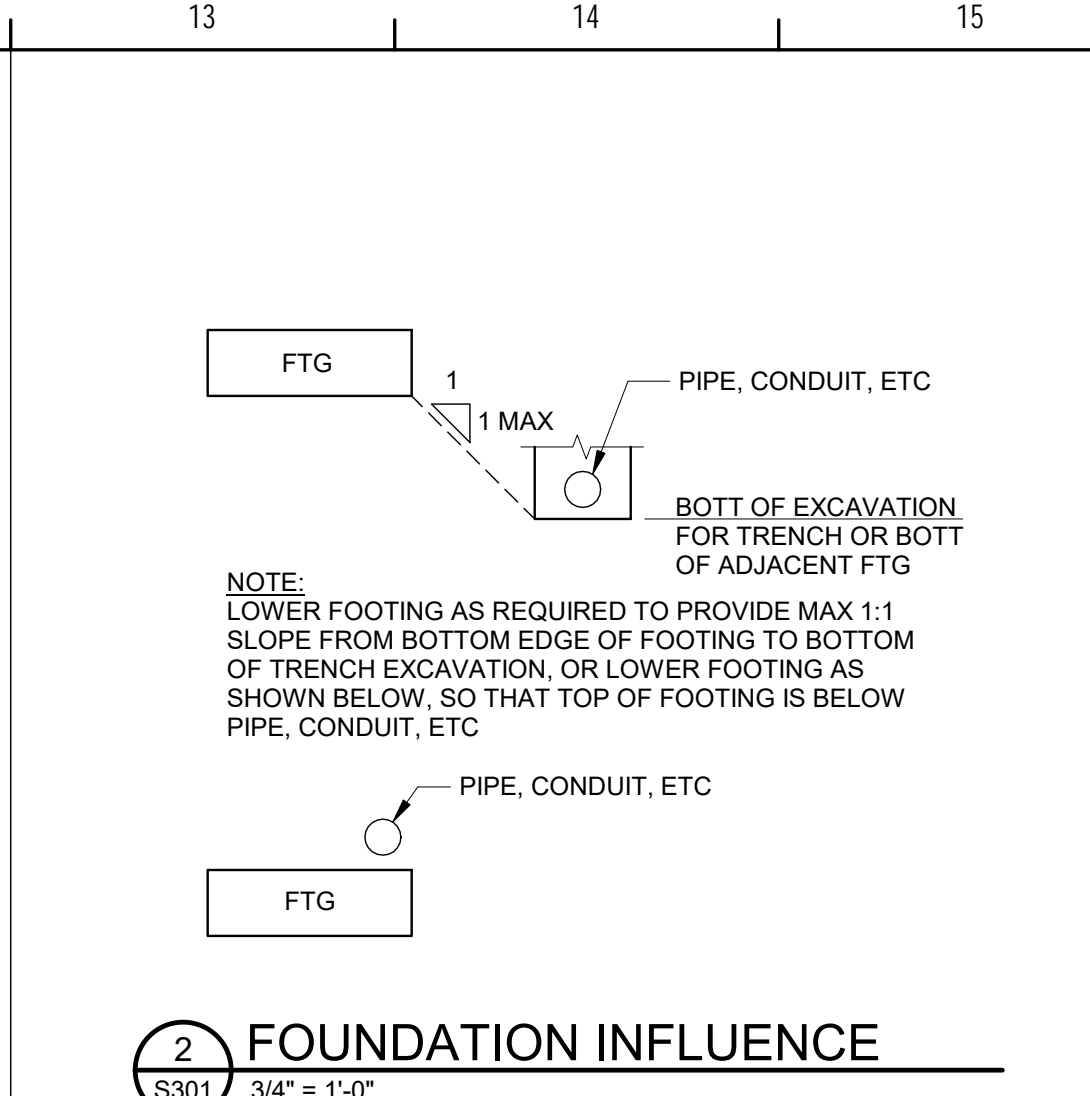 13
14
15
FTG
1
1 MAX
PIPE, CONDUIT, ETC
BOTT OF EXCAVATION
FOR TRENCH OR BOTT
OF ADJACENT FTG
NOTE:
LOWER FOOTING AS REQUIRED TO PROVIDE MAX 1:1
SLOPE FROM BOTTOM EDGE OF FOOTING TO BOTTOM
OF TRENCH EXCAVATION, OR LOWER FOOTING AS
SHOWN BELOW, SO THAT TOP OF FOOTING IS BELOW
PIPE, CONDUIT, ETC
PIPE, CONDUIT, ETC
FTG
2
FOUNDATION INFLUENCE
S301
3/4" = 1'-0"